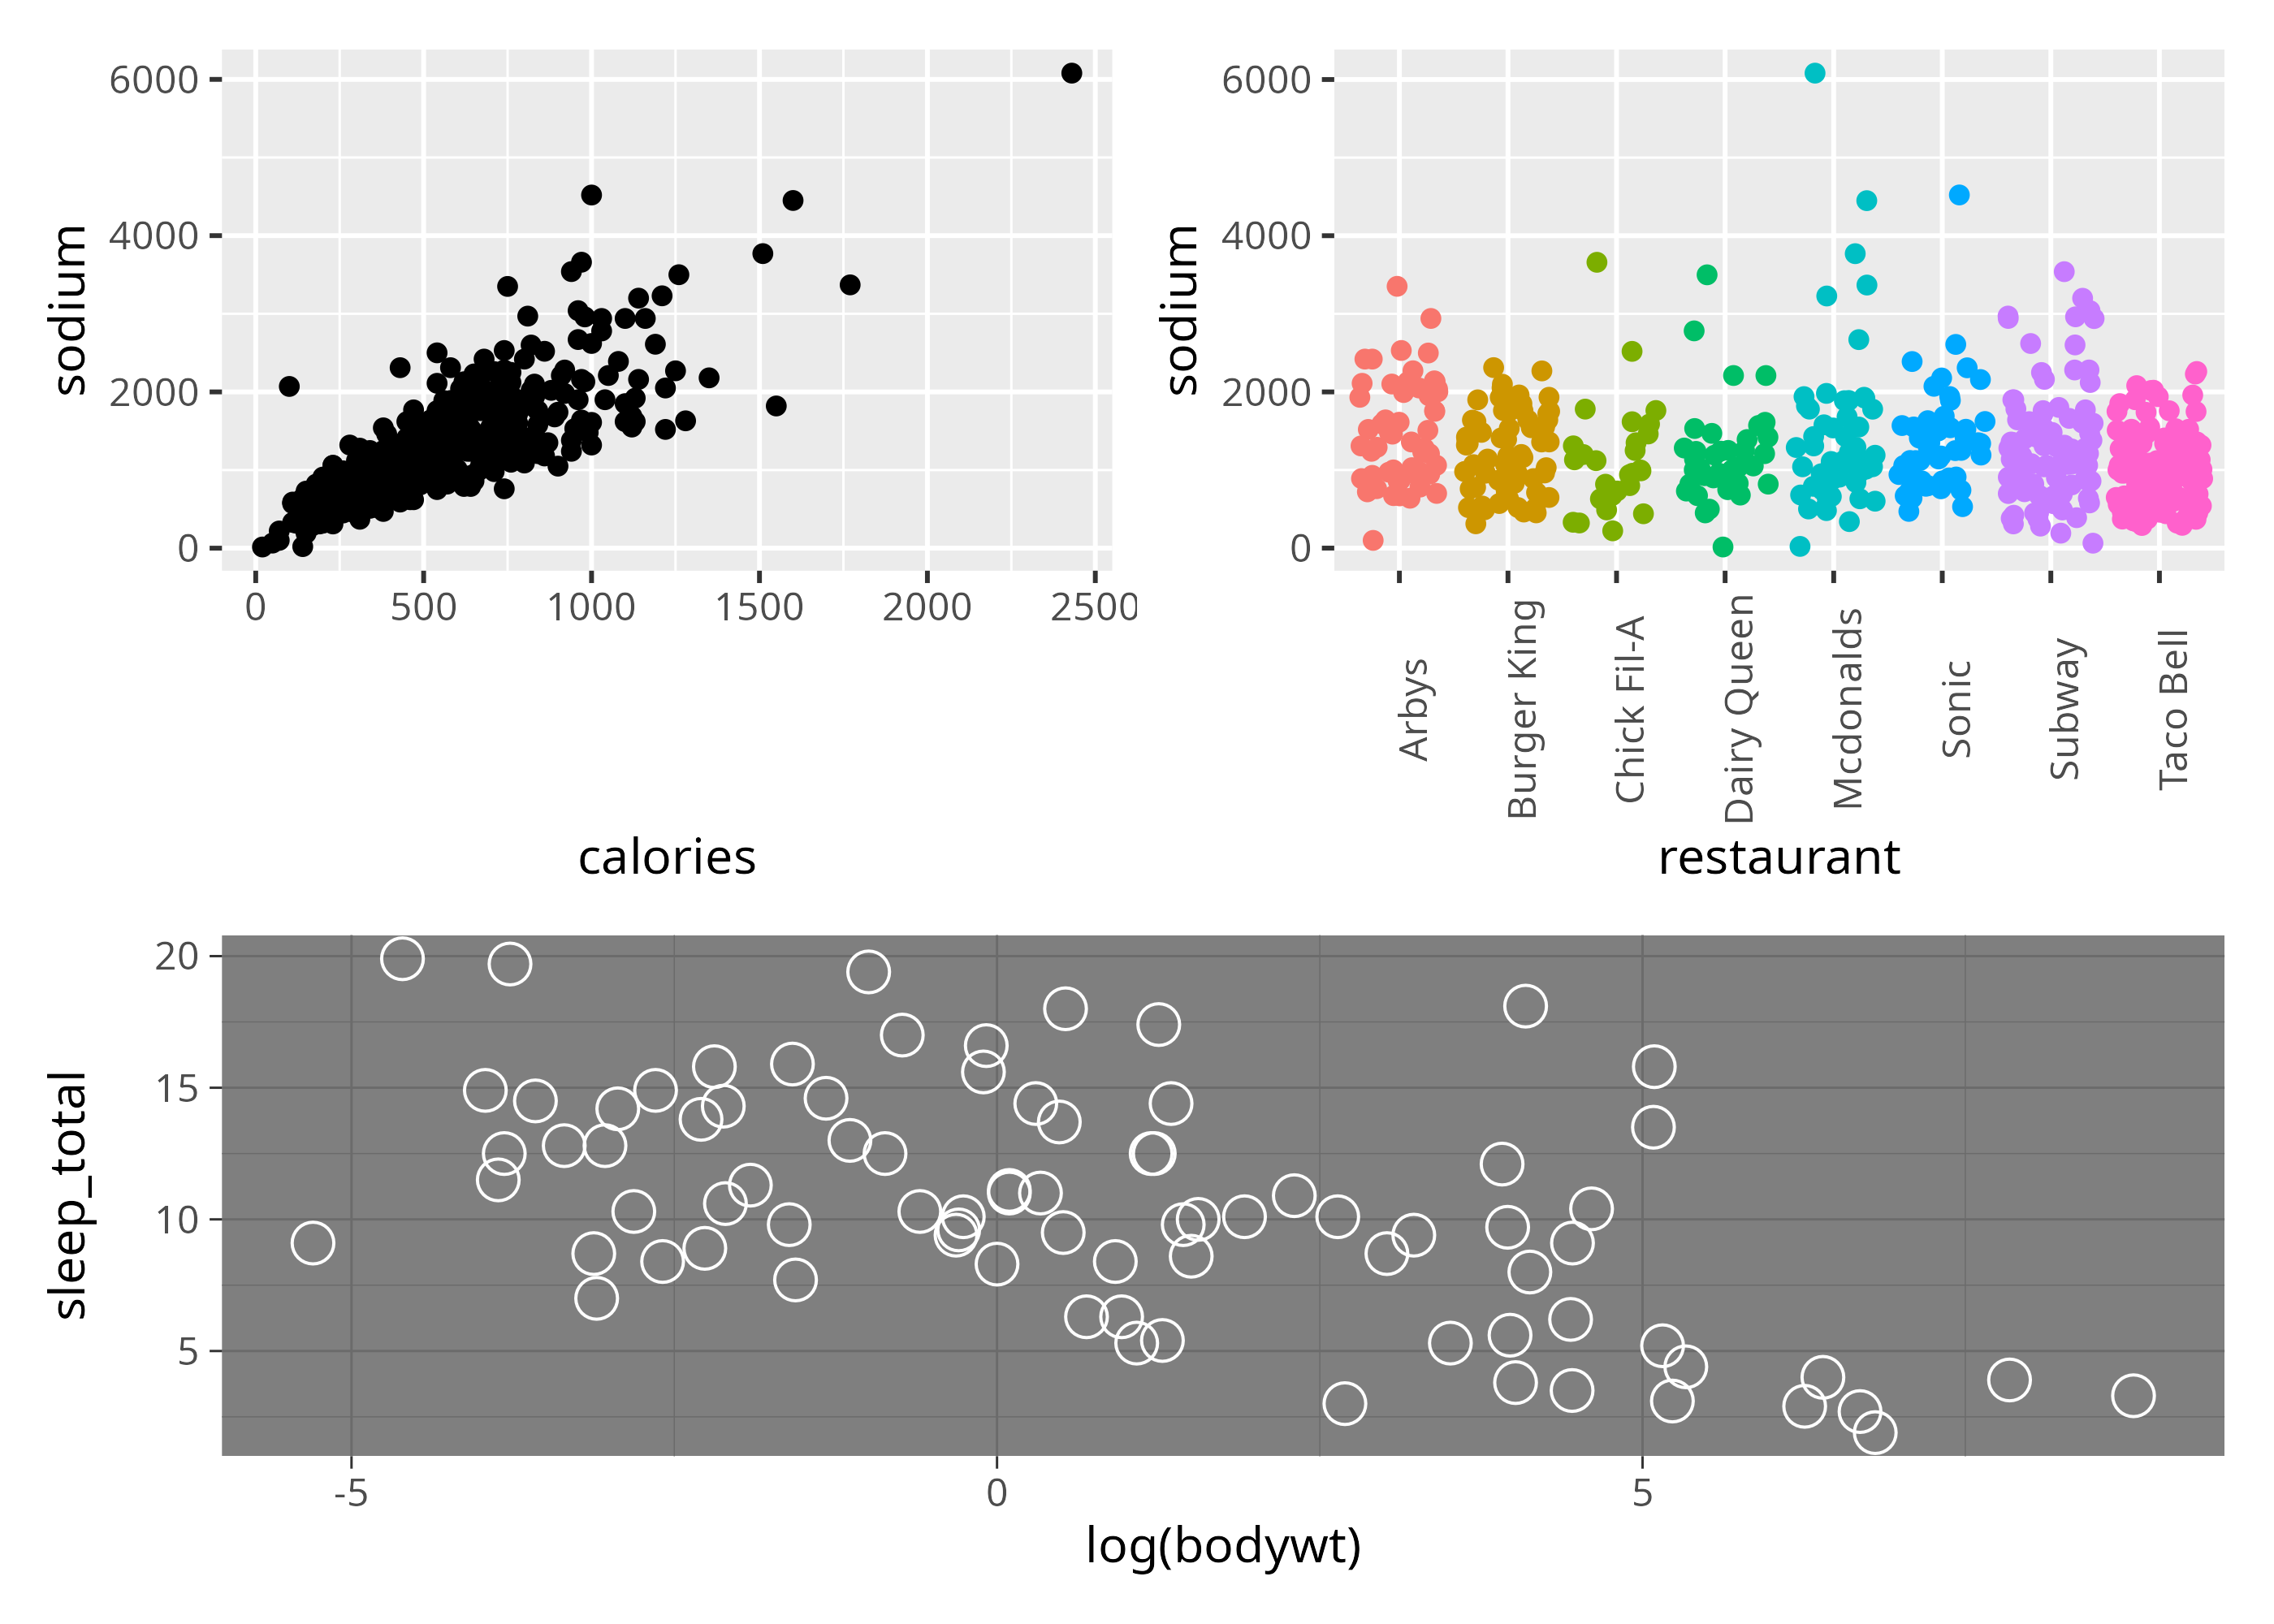 6000
4000
2000
0
sodium
0 500 1000 1500 2000 2500
calories
6000
4000
2000
0
sodium
Arbys
Burger King
Chick Fil-A
Dairy Queen
Mcdonalds
Sonic
Subway
Taco Bell
restaurant
20
15
10
5
sleep_total
-5 0 5
log(bodywt)